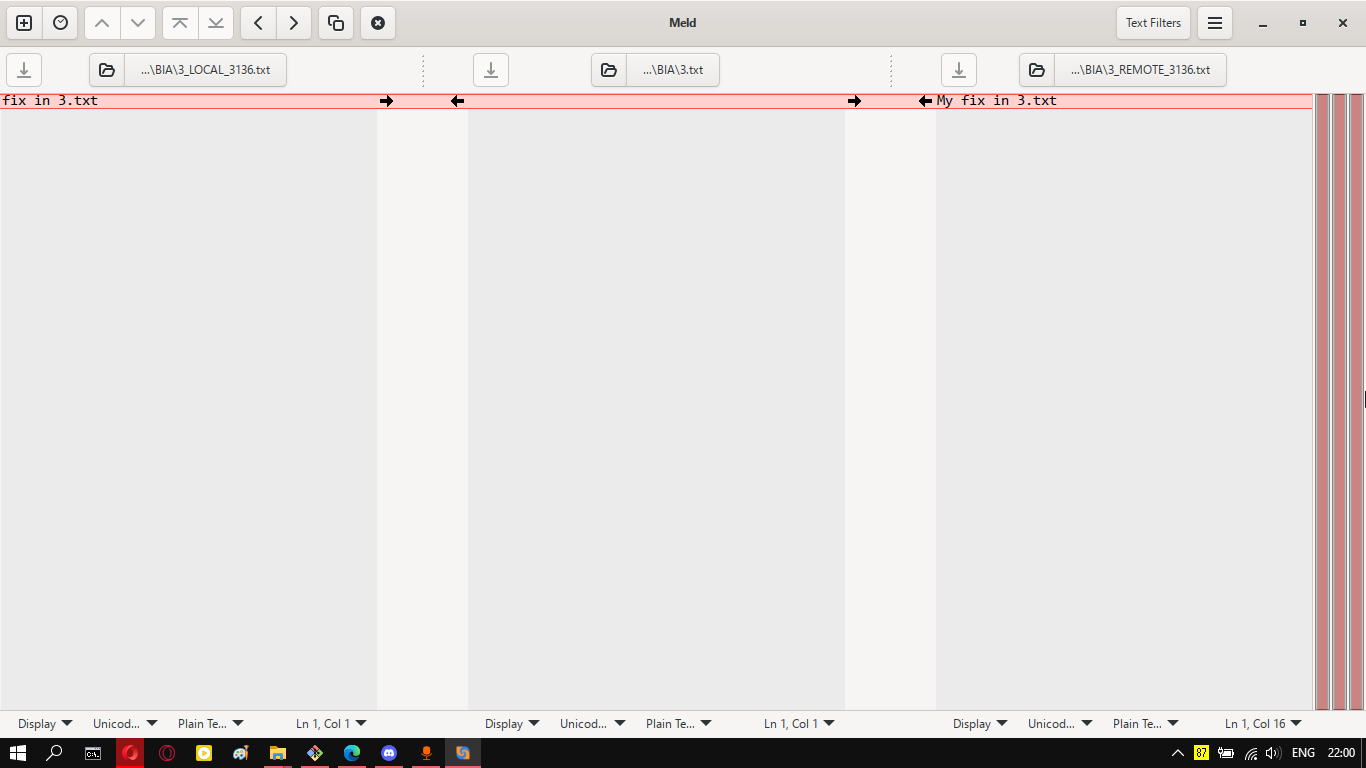 Meld
Text Filters
...\BIA\3_LOCAL_3136.txt
...\BIA\3.txt
...\BIA\3_REMOTE_3136.txt
fix in 3.txt
My fix in 3.txt
Display Unicod... Plain Te... Ln 1, Col 1
Display Unicod... Plain Te... Ln 1, Col 1
Display Unicod... Plain Te... Ln 1, Col 16
C:\_
87 ENG 22:00